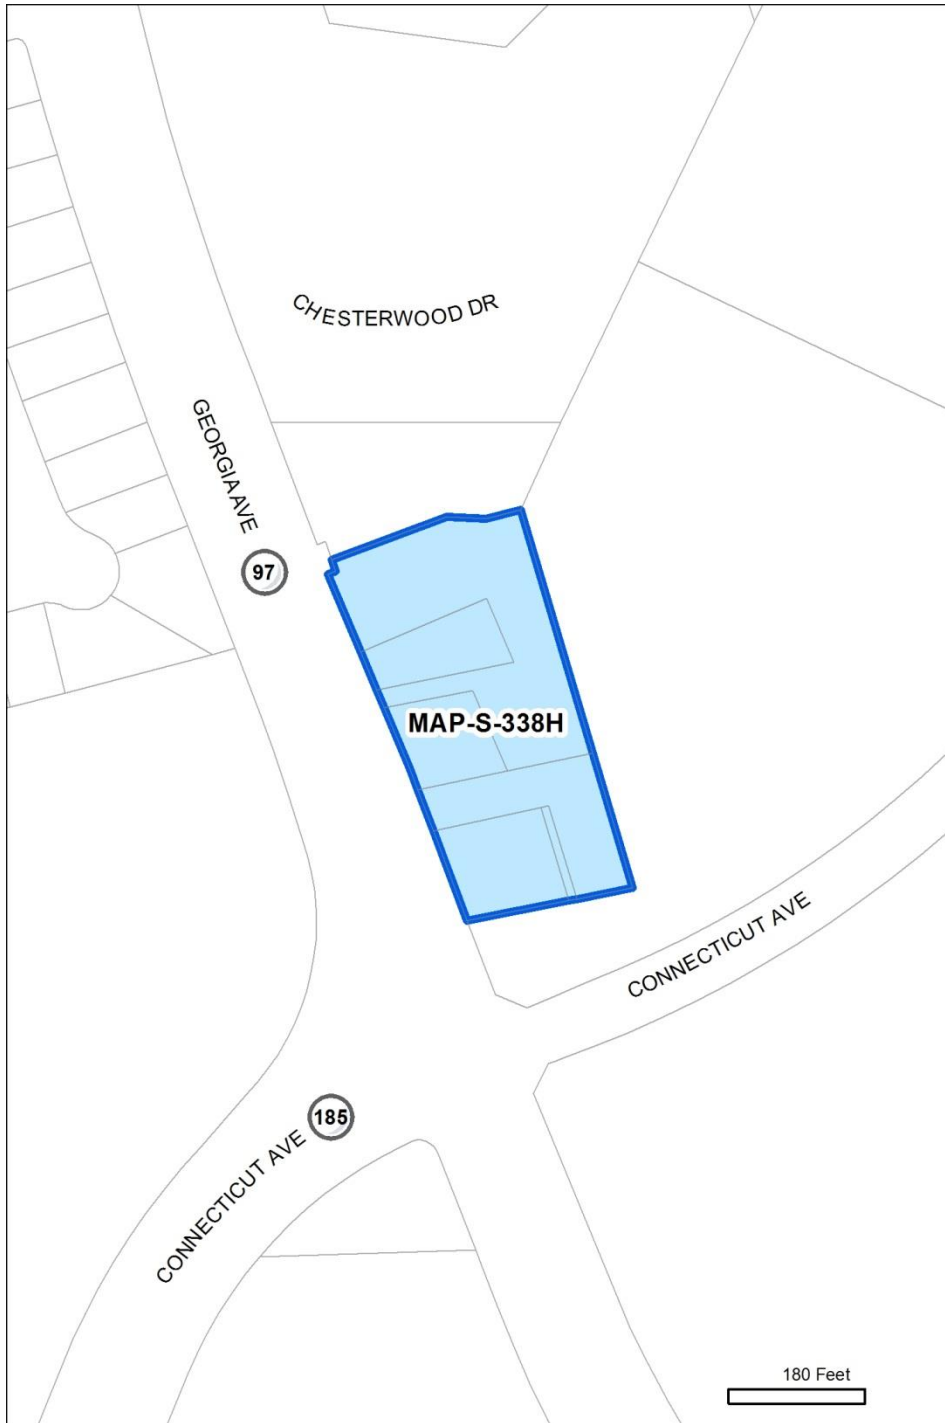 CHESTERWOOD DR
GEORGIA AVE
97
MAP-S-338H
CONNECTICUT AVE
185
CONNECTICUT AVE
180 Feet